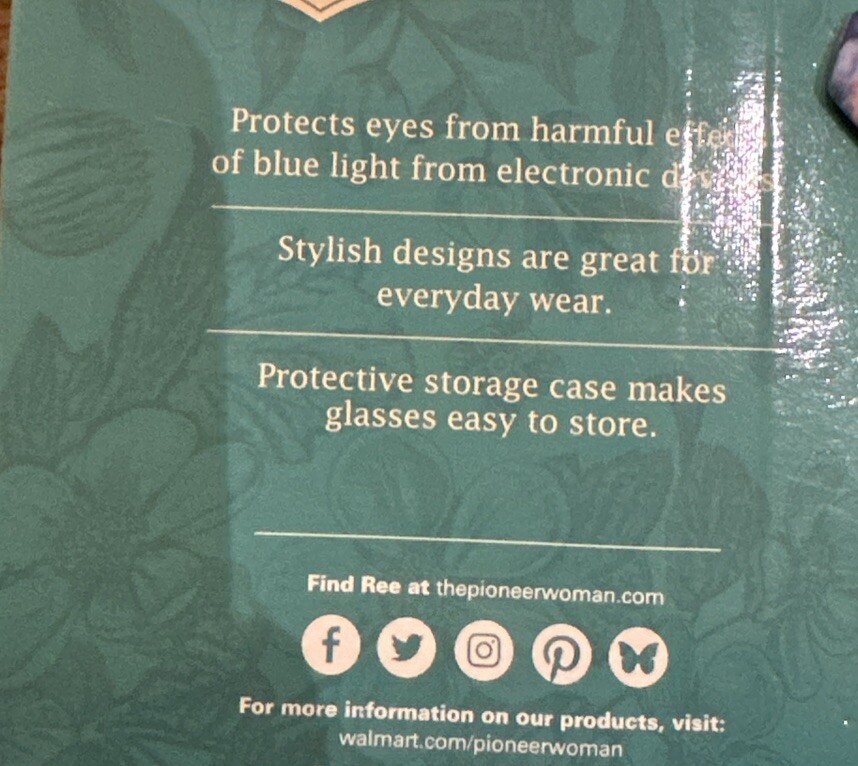 Protects eyes from harmful effects
of blue light from electronic devices.
Stylish designs are great for
everyday wear.
Protective storage case makes
glasses easy to store.
Find Ree at thepioneerwoman.com
For more information on our products, visit:
walmart.com/pioneerwoman